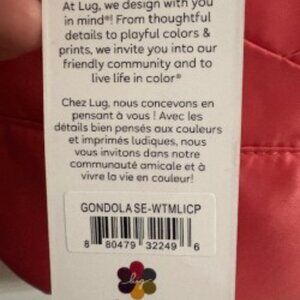 At Lug, we design with you
in mind®! From thoughtful
details to playful colors &
prints, we invite you into our
friendly community and to
live life in color®
Chez Lug, nous concevons en
pensant à vous ! Avec les
détails bien pensés aux couleurs
et imprimés ludiques, nous
vous invitons dans notre
communauté amicale et à
vivre la vie en couleur!
GONDOLA SE-WTMLICP
8 80479 32249 6
lug